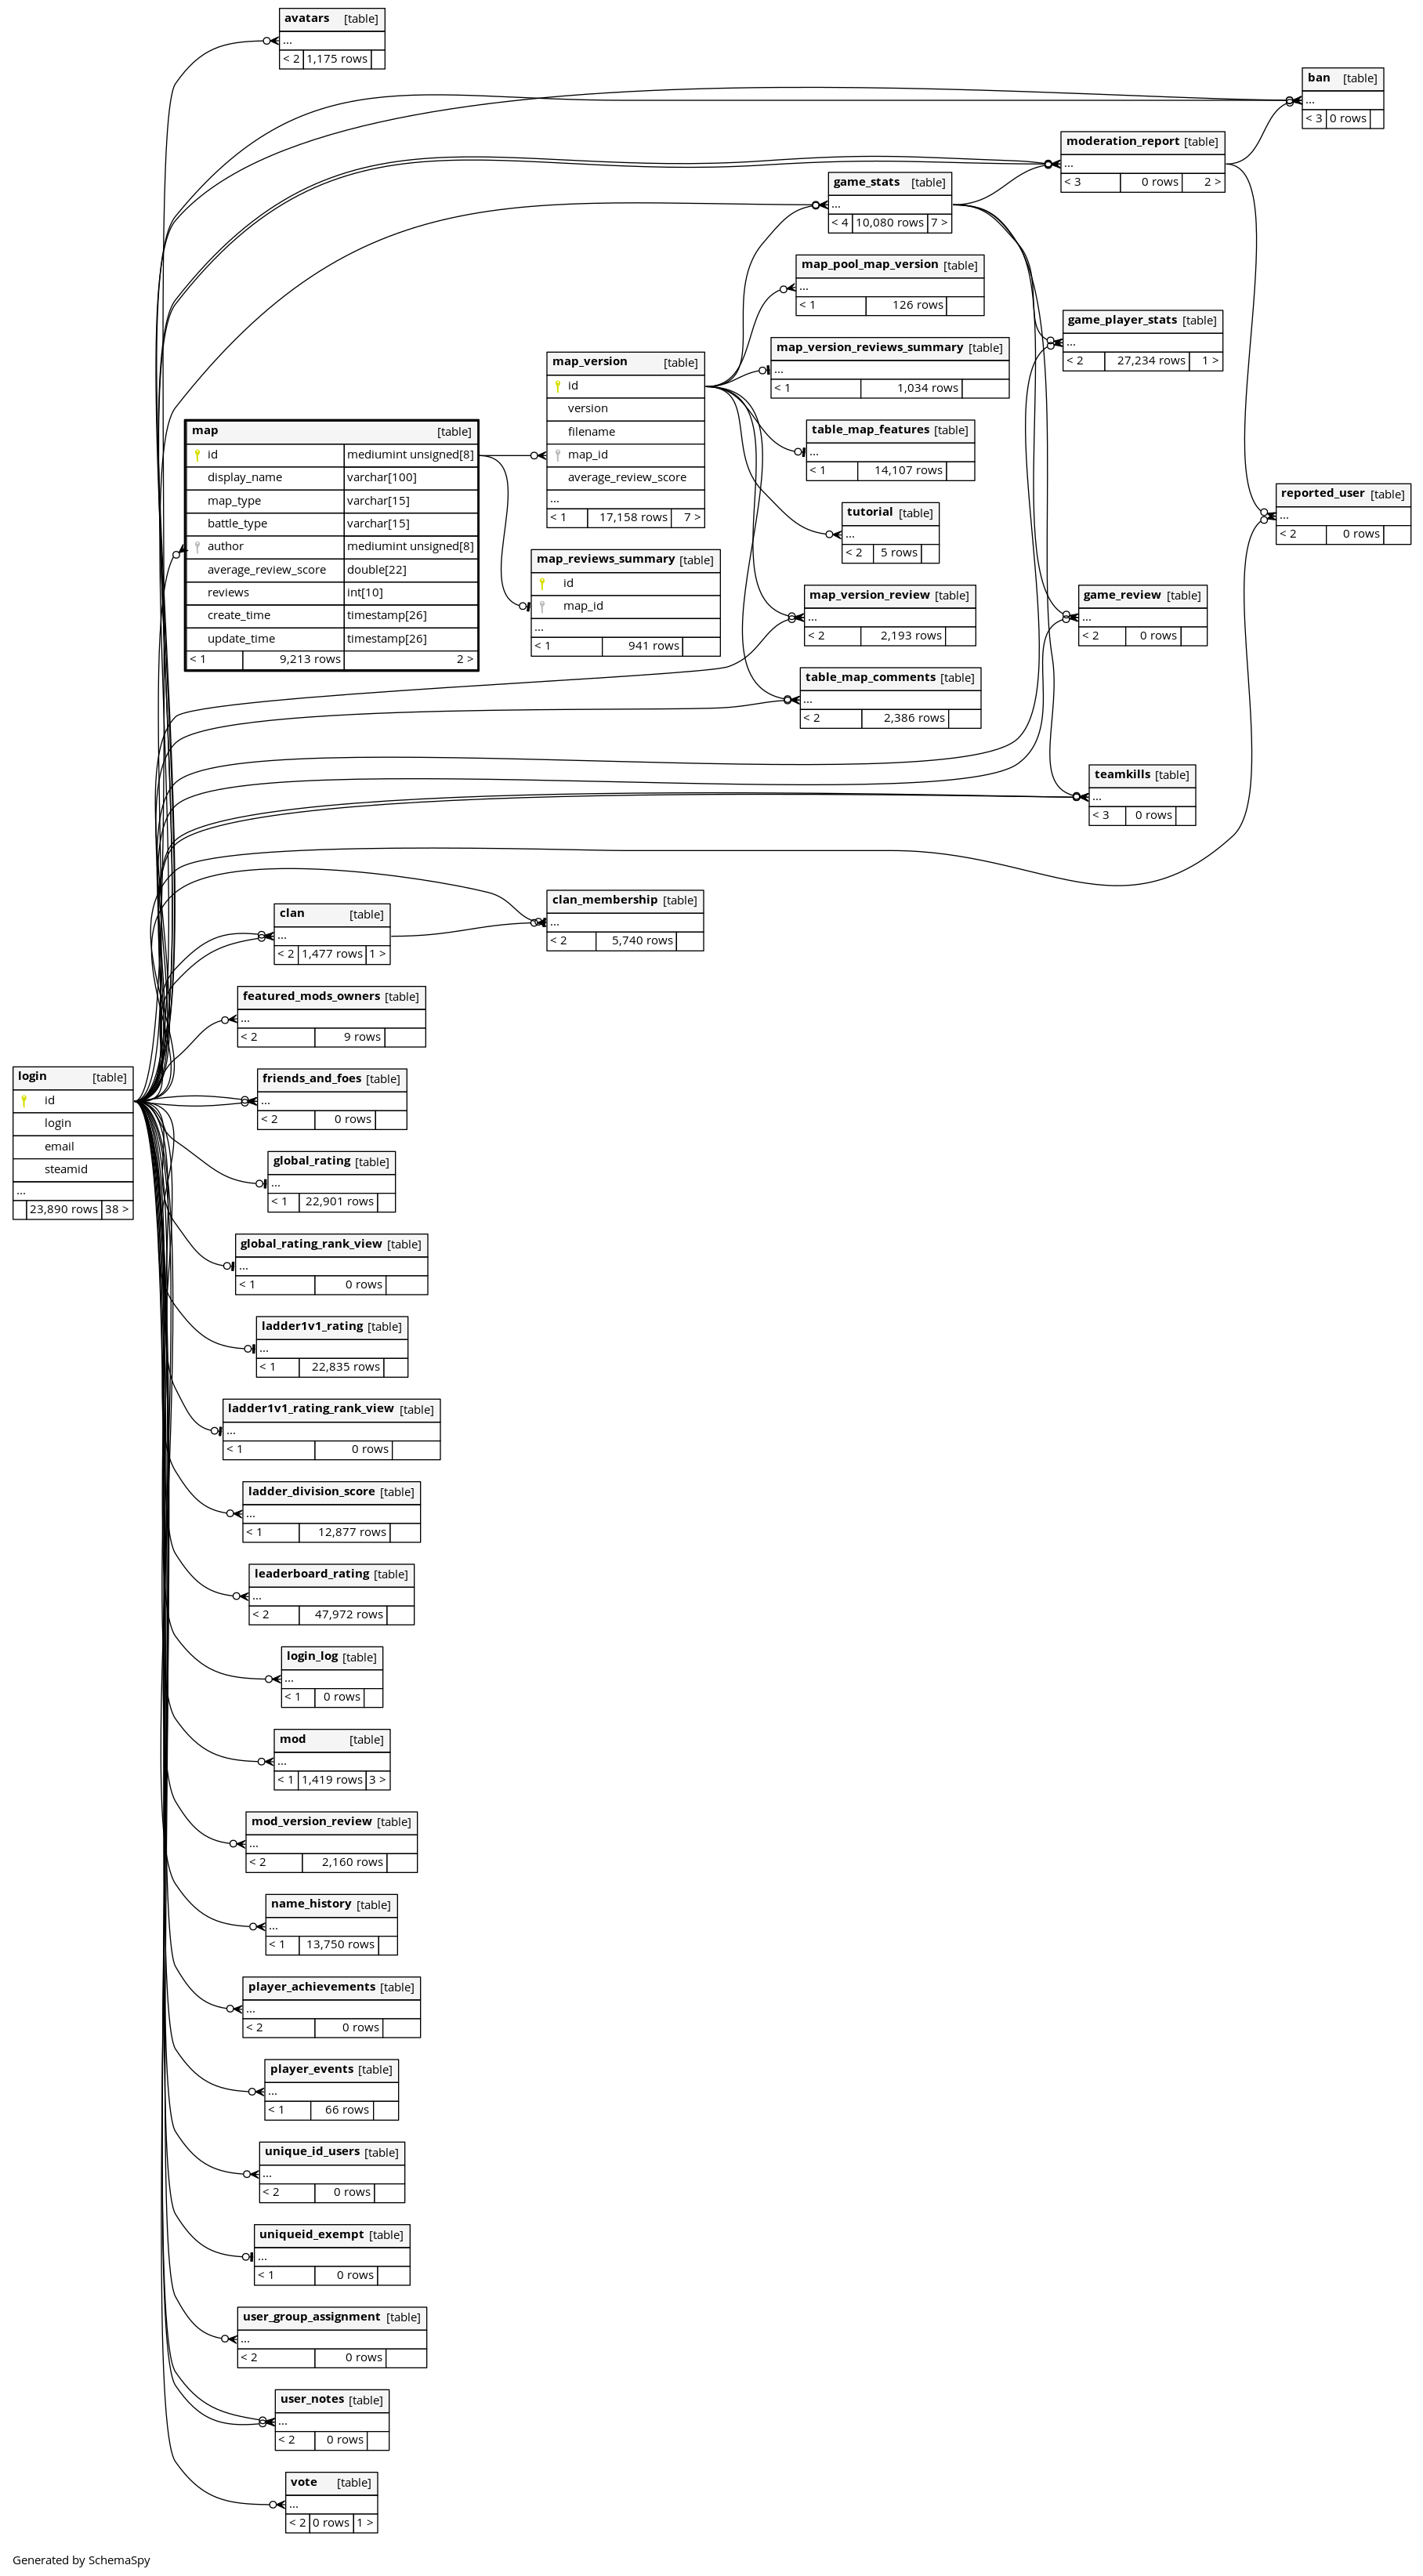 avatars [table]
...
< 2 1,175 rows
ban [table]
...
< 3 0 rows
moderation_report [table]
...
< 3 0 rows 2 >
game_stats [table]
...
< 4 10,080 rows 7 >
map_pool_map_version [table]
...
< 1 126 rows
game_player_stats [table]
...
< 2 27,234 rows 1 >
map_version_reviews_summary [table]
...
< 1 1,034 rows
map_version [table]
id
version
filename
map_id
average_review_score
...
< 1 17,158 rows 7 >
map [table]
id mediumint unsigned[8]
display_name varchar[100]
map_type varchar[15]
battle_type varchar[15]
author mediumint unsigned[8]
average_review_score double[22]
reviews int[10]
create_time timestamp[26]
update_time timestamp[26]
< 1 9,213 rows 2 >
table_map_features [table]
...
< 1 14,107 rows
reported_user [table]
...
< 2 0 rows
tutorial [table]
...
< 2 5 rows
map_reviews_summary [table]
id
map_id
...
< 1 941 rows
map_version_review [table]
...
< 2 2,193 rows
game_review [table]
...
< 2 0 rows
table_map_comments [table]
...
< 2 2,386 rows
teamkills [table]
...
< 3 0 rows
clan_membership [table]
...
< 2 5,740 rows
clan [table]
...
< 2 1,477 rows 1 >
featured_mods_owners [table]
...
< 2 9 rows
login [table]
id
login
email
steamid
...
23,890 rows 38 >
friends_and_foes [table]
...
< 2 0 rows
global_rating [table]
...
< 1 22,901 rows
global_rating_rank_view [table]
...
< 1 0 rows
ladder1v1_rating [table]
...
< 1 22,835 rows
ladder1v1_rating_rank_view [table]
...
< 1 0 rows
ladder_division_score [table]
...
< 1 12,877 rows
leaderboard_rating [table]
...
< 2 47,972 rows
login_log [table]
...
< 1 0 rows
mod [table]
...
< 1 1,419 rows 3 >
mod_version_review [table]
...
< 2 2,160 rows
name_history [table]
...
< 1 13,750 rows
player_achievements [table]
...
< 2 0 rows
player_events [table]
...
< 1 66 rows
unique_id_users [table]
...
< 2 0 rows
uniqueid_exempt [table]
...
< 1 0 rows
user_group_assignment [table]
...
< 2 0 rows
user_notes [table]
...
< 2 0 rows
vote [table]
...
< 2 0 rows 1 >
Generated by SchemaSpy